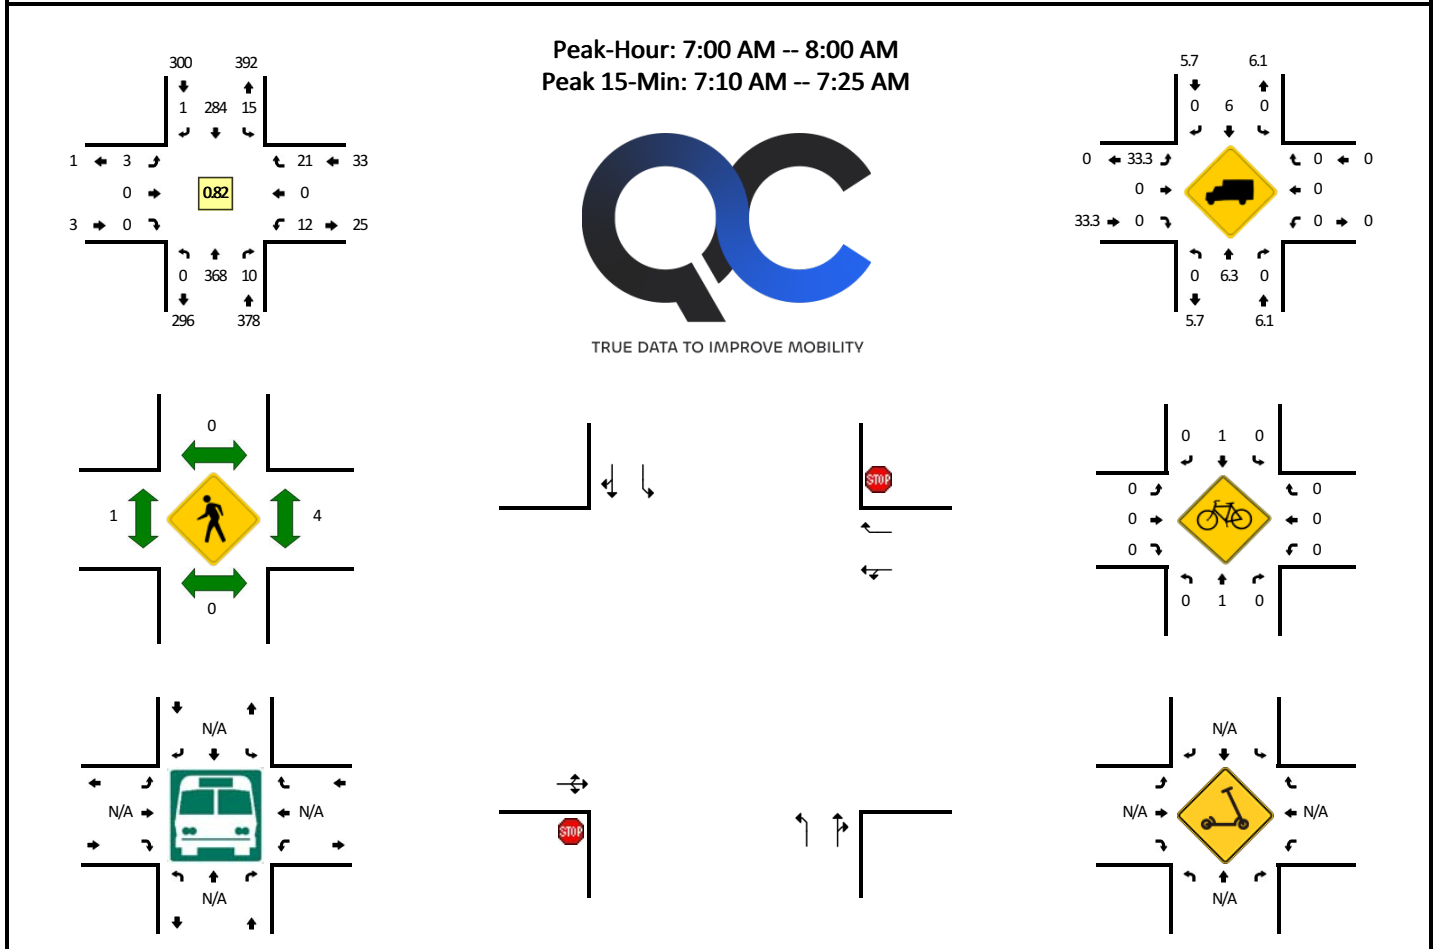 Peak-Hour: 7:00 AM -- 8:00 AM
Peak 15-Min: 7:10 AM -- 7:25 AM
300 392
1 284 15
1 3 21 33
0 0.82 0
3 0 12 25
0 368 10
296 378
TRUE DATA TO IMPROVE MOBILITY
5.7 6.1
0 6 0
0 33.3 0 0
0 0
33.3 0 0 0
0 6.3 0
5.7 6.1
0
1 4
0
STOP
STOP
0 1 0
0 0
0 0
0 0
0 1 0
N/A
N/A N/A
N/A
N/A
N/A N/A
N/A